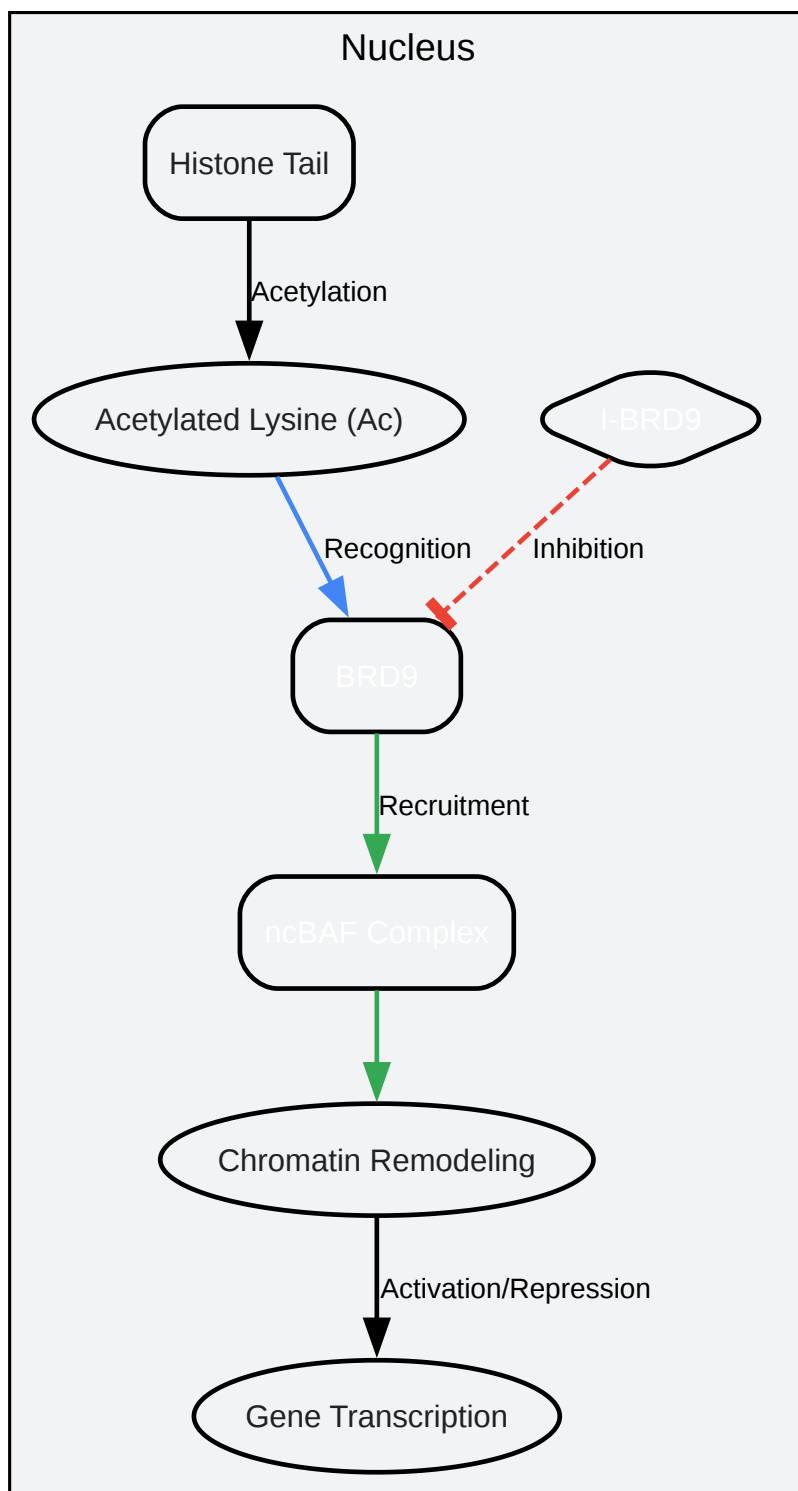 Nucleus
Histone Tail
Acetylation
Acetylated Lysine (Ac)
I-BRD9
Recognition
Inhibition
BRD9
Recruitment
ncBAF Complex
Chromatin Remodeling
Activation/Repression
Gene Transcription